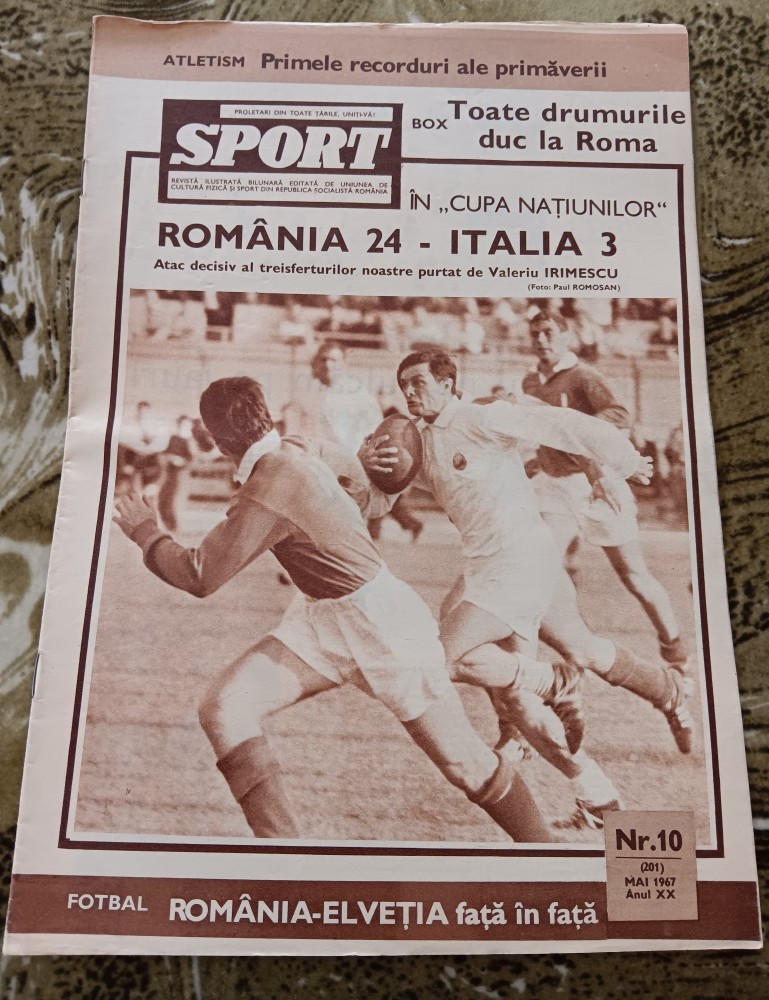 ATLETISM Primele recorduri ale primăverii
PROLETARI DIN TOATE ȚĂRILE, UNIȚI-VĂ!
SPORT
REVISTĂ ILUSTRATĂ BILUNARĂ EDITATĂ DE UNIUNEA DE
CULTURĂ FIZICĂ ȘI SPORT DIN REPUBLICA SOCIALISTĂ ROMÂNIA
BOX Toate drumurile
duc la Roma
ÎN „CUPA NAȚIUNILOR“
ROMÂNIA 24 - ITALIA 3
Atac decisiv al treisferturilor noastre purtat de Valeriu IRIMESCU
(Foto: Paul ROMOȘAN)
Nr. 10
(201)
MAI 1967
Anul XX
FOTBAL ROMÂNIA-ELVEȚIA față în față